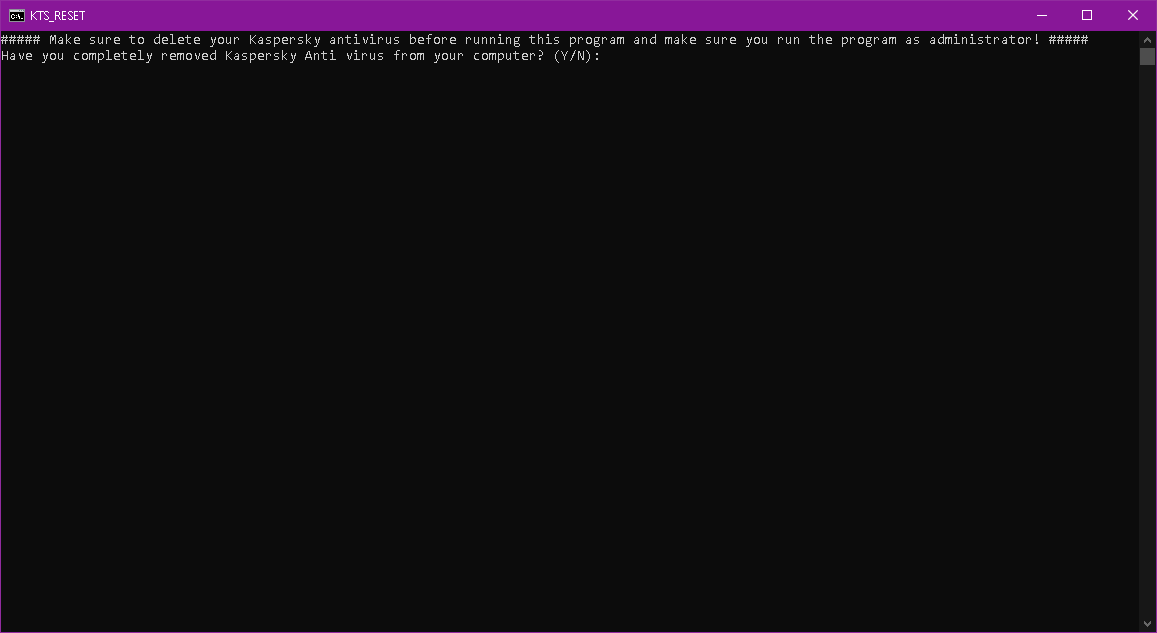 KTS_RESET
##### Make sure to delete your Kaspersky antivirus before running this program and make sure you run the program as administrator! #####
Have you completely removed Kaspersky Anti virus from your computer? (Y/N):